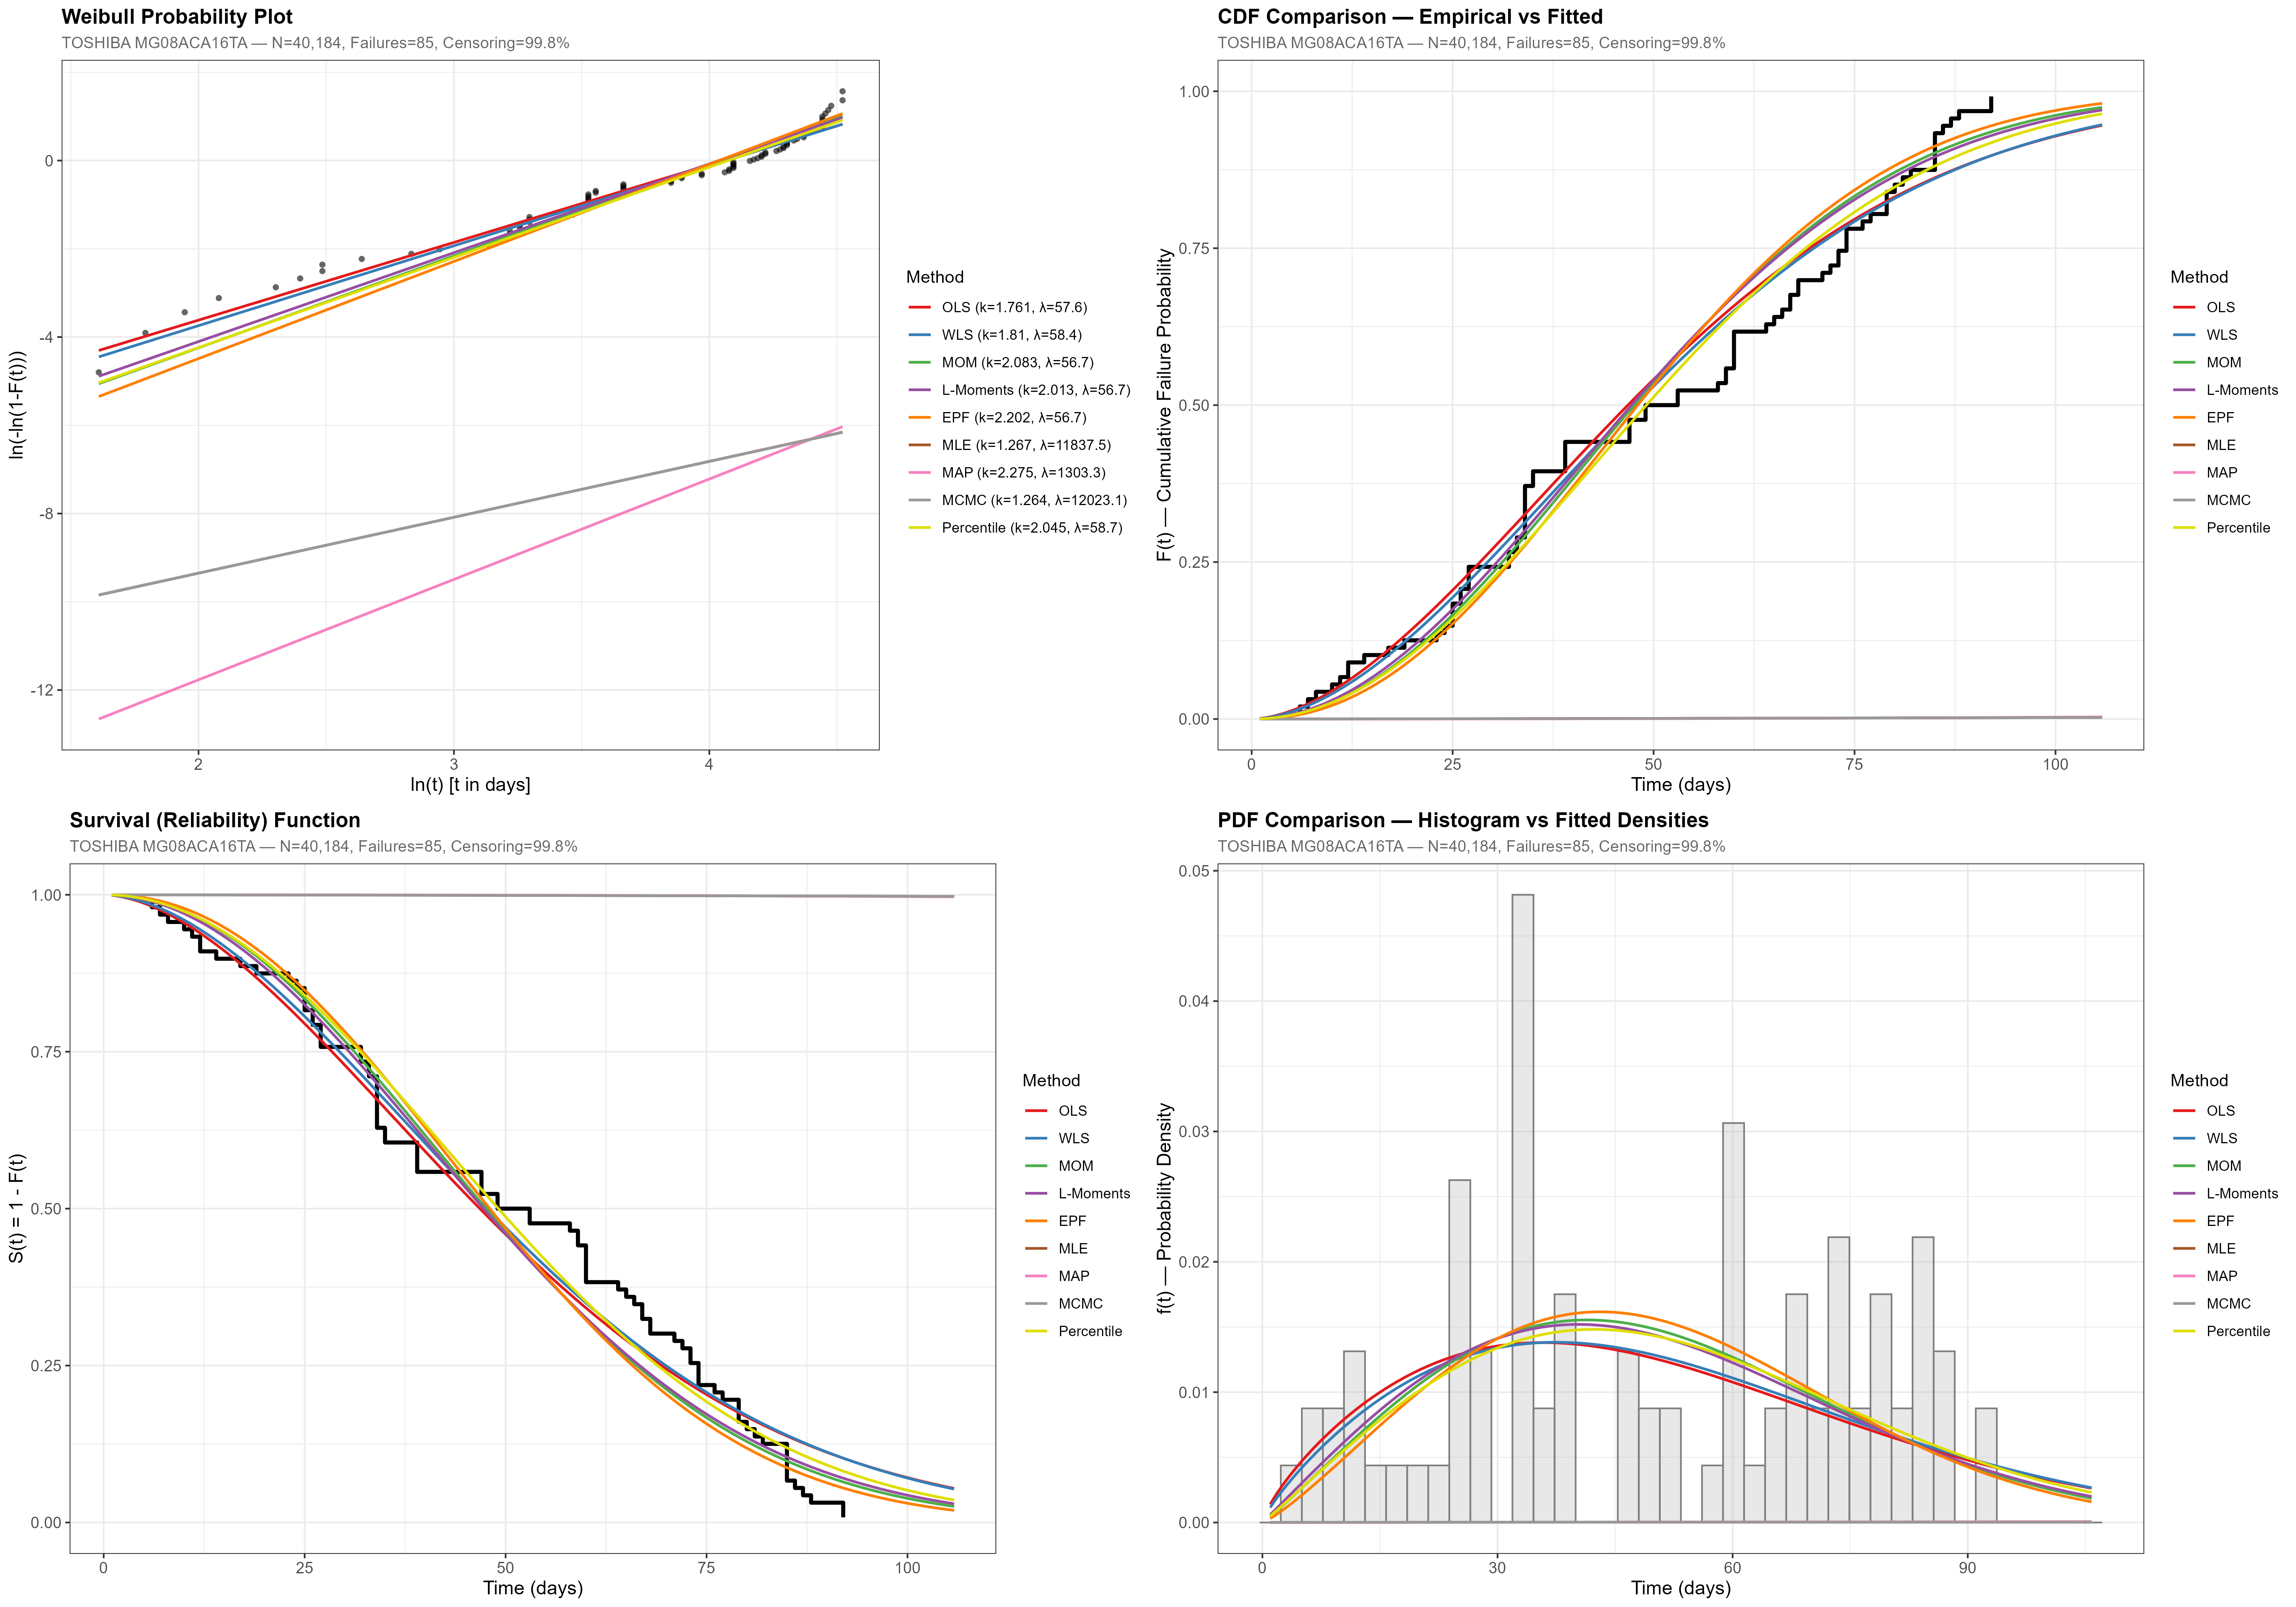 Weibull Probability Plot
TOSHIBA MG08ACA16TA — N=40,184, Failures=85, Censoring=99.8%
ln(-ln(1-F(t)))
0
-4
-8
-12
2
3
4
ln(t) [t in days]
Method
OLS (k=1.761, λ=57.6)
WLS (k=1.81, λ=58.4)
MOM (k=2.083, λ=56.7)
L-Moments (k=2.013, λ=56.7)
EPF (k=2.202, λ=56.7)
MLE (k=1.267, λ=11837.5)
MAP (k=2.275, λ=1303.3)
MCMC (k=1.264, λ=12023.1)
Percentile (k=2.045, λ=58.7)
CDF Comparison — Empirical vs Fitted
TOSHIBA MG08ACA16TA — N=40,184, Failures=85, Censoring=99.8%
F(t) — Cumulative Failure Probability
1.00
0.75
0.50
0.25
0.00
0
25
50
75
100
Time (days)
Method
OLS
WLS
MOM
L-Moments
EPF
MLE
MAP
MCMC
Percentile
Survival (Reliability) Function
TOSHIBA MG08ACA16TA — N=40,184, Failures=85, Censoring=99.8%
S(t) = 1 - F(t)
1.00
0.75
0.50
0.25
0.00
0
25
50
75
100
Time (days)
Method
OLS
WLS
MOM
L-Moments
EPF
MLE
MAP
MCMC
Percentile
PDF Comparison — Histogram vs Fitted Densities
TOSHIBA MG08ACA16TA — N=40,184, Failures=85, Censoring=99.8%
f(t) — Probability Density
0.05
0.04
0.03
0.02
0.01
0.00
0
30
60
90
Time (days)
Method
OLS
WLS
MOM
L-Moments
EPF
MLE
MAP
MCMC
Percentile